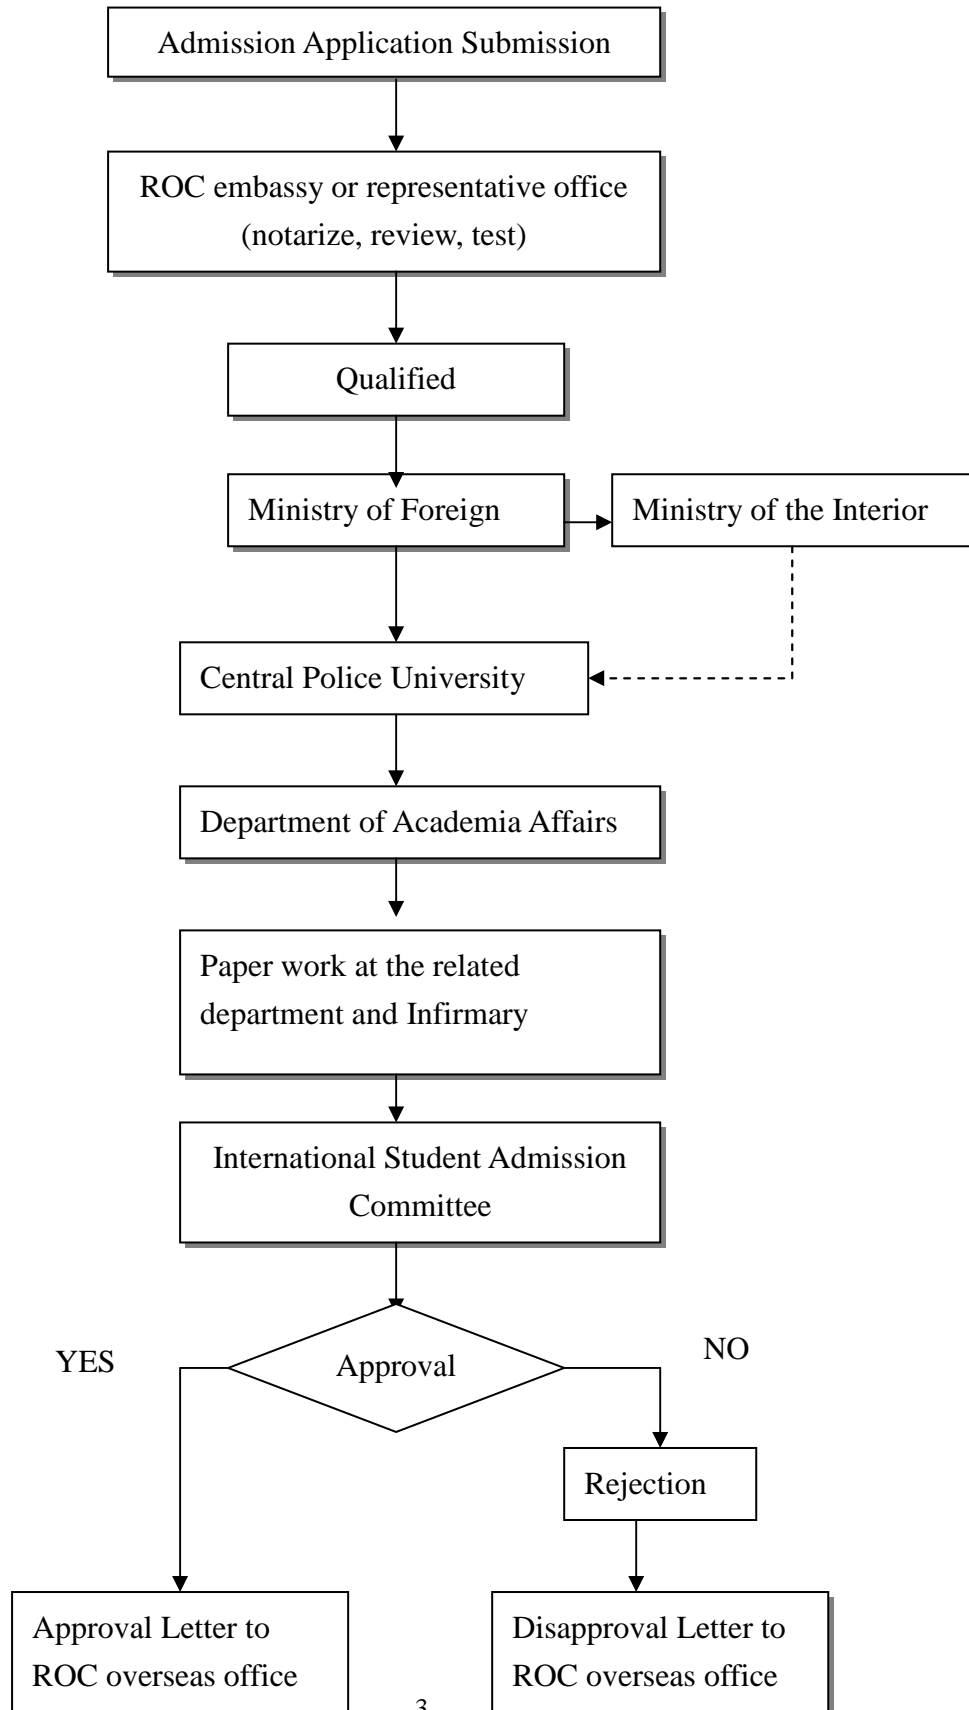 Admission Application Submission
ROC embassy or representative office
(notarize, review, test)
Qualified
Ministry of Foreign
Ministry of the Interior
Central Police University
Department of Academia Affairs
Paper work at the related
department and Infirmary
International Student Admission
Committee
YES
Approval
NO
Rejection
Approval Letter to
ROC overseas office
Disapproval Letter to
ROC overseas office
3